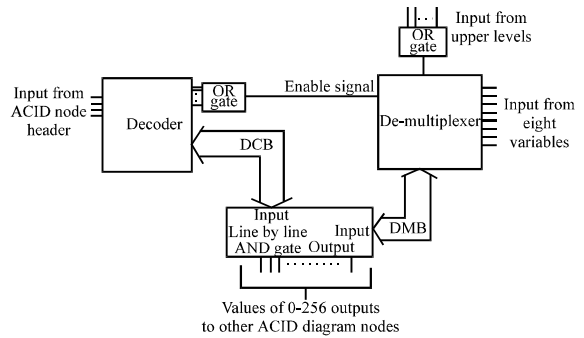 Input from
upper levels
OR
gate
Input from
ACID node
header
Decoder
OR
gate
Enable signal
De-multiplexer
Input from
eight
variables
DCB
Input
Line by line
AND gate
Input
Output
DMB
Values of 0-256 outputs
to other ACID diagram nodes